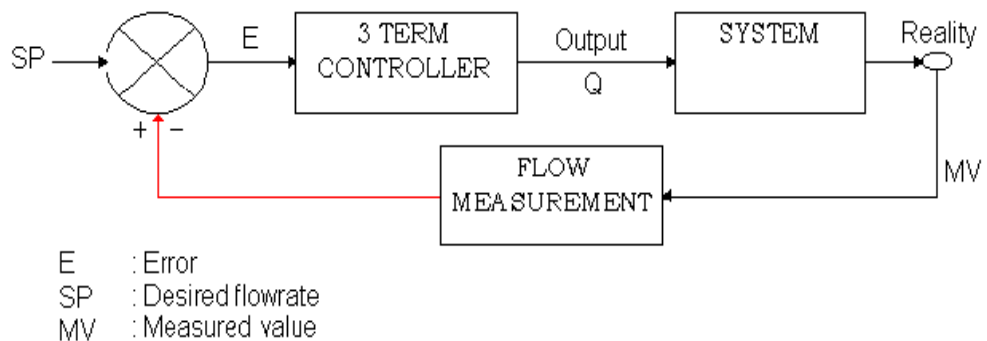 SP
E
3 TERM
CONTROLLER
Output
Q
SYSTEM
Reality
+ -
FLOW
MEASUREMENT
MV
E : Error
SP : Desired flowrate
MV : Measured value